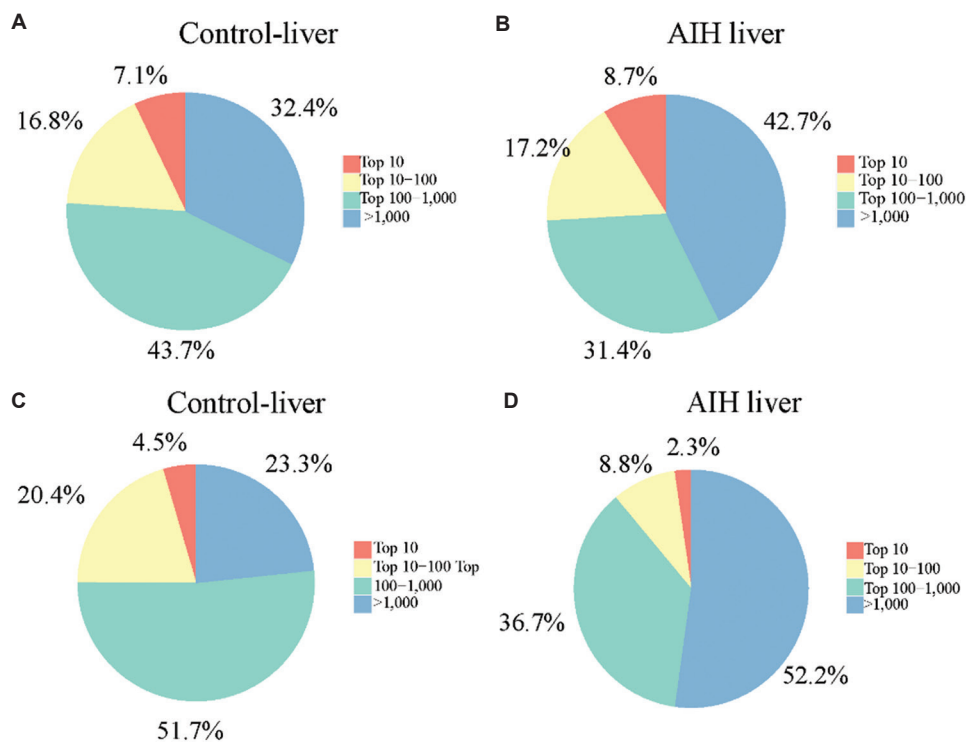 A
Control-liver
7.1%
32.4%
16.8%
43.7%
Top 10
Top 10–100
Top 100–1,000
>1,000
B
AIH liver
8.7%
42.7%
17.2%
31.4%
Top 10
Top 10–100
Top 100–1,000
>1,000
C
Control-liver
4.5%
23.3%
20.4%
51.7%
Top 10
Top 10–100 Top
100–1,000
>1,000
D
AIH liver
2.3%
8.8%
36.7%
52.2%
Top 10
Top 10–100
Top 100–1,000
>1,000